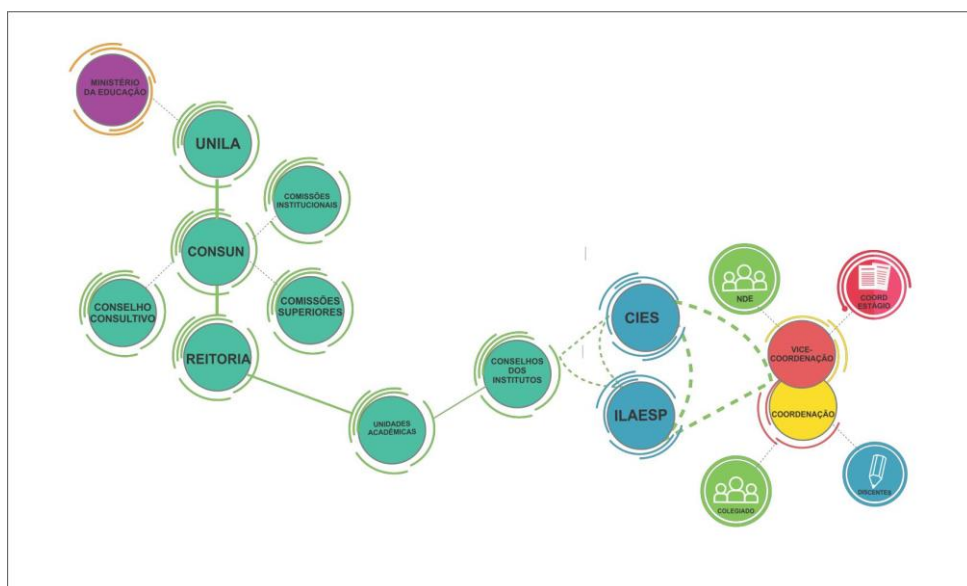 MINISTÉRIO
DA EDUCAÇÃO
UNILA
COMISSÕES
INSTITUCIONAIS
CONSUN
CONSELHO
CONSULTIVO
COMISSÕES
SUPERIORES
REITORIA
UNIDADES
ACADÊMICAS
CONSELHOS
DOS
INSTITUTOS
CIES
ILAESP
NDE
COORD
ESTÁGIO
VICE-
COORDENAÇÃO
COORDENAÇÃO
COLEGIADO
DISCENTES